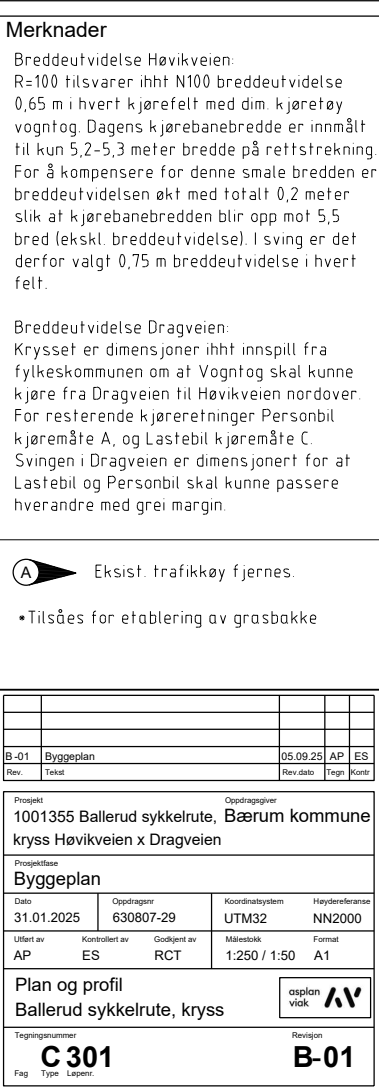 Merknader
Breddeutvidelse Høvikveien:
R=100 tilsvarer ihht N100 breddeutvidelse
0,65 m i hvert kjørefelt med dim. kjøretøy
vogntog. Dagens kjørebanebredde er innmålt
til kun 5,2-5,3 meter bredde på rettstrekning.
For å kompensere for denne smale bredden er
breddeutvidelsen økt med totalt 0,2 meter
slik at kjørebanebredden blir opp mot 5,5
bred (ekskl. breddeutvidelse). I sving er det
derfor valgt 0,75 m breddeutvidelse i hvert
felt.
Breddeutvidelse Dragveien:
Krysset er dimensjoner ihht innspill fra
fylkeskommunen om at Vogntog skal kunne
kjøre fra Dragveien til Høvikveien nordover.
For resterende kjøreretninger Personbil
kjøremåte A, og Lastebil kjøremåte C.
Svingen i Dragveien er dimensjonert for at
Lastebil og Personbil skal kunne passere
hverandre med grei margin.
A Eksist. trafikkøy fjernes.
*Tilsåes for etablering av grasbakke
B-01 Byggeplan 05.09.25 AP ES
Rev. Tekst Rev.dato Tegn Kontr
Prosjekt Oppdragsgiver
1001355 Ballerud sykkelrute, Bærum kommune
kryss Høvikveien x Dragveien
Prosjektfase
Byggeplan
Dato Oppdragsnr Koordinatsystem Høydereferanse
31.01.2025 630807-29 UTM32 NN2000
Utført av Kontrollert av Godkjent av Målestokk Format
AP ES RCT 1:250 / 1:50 A1
Plan og profil
Ballerud sykkelrute, kryss
asplan
viak
Tegningsnummer Revisjon
C 301 B-01
Fag Type Løpenr.